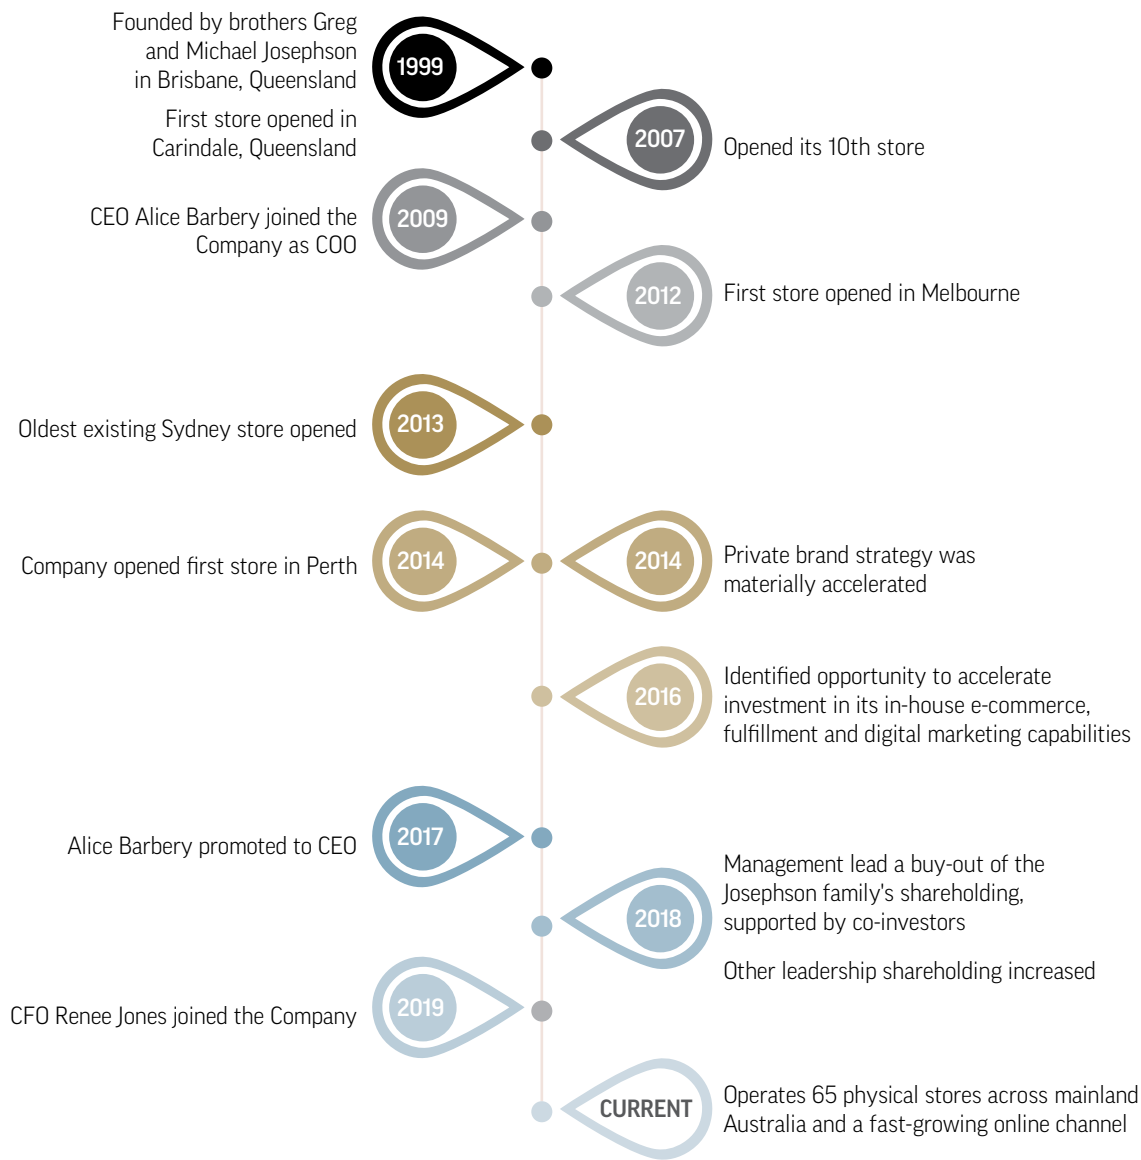 Founded by brothers Greg
and Michael Josephson
in Brisbane, Queensland
First store opened in
Carindale, Queensland
1999
2007
Opened its 10th store
CEO Alice Barbery joined the
Company as COO
2009
2012
First store opened in Melbourne
Oldest existing Sydney store opened
2013
Company opened first store in Perth
2014
2014
Private brand strategy was
materially accelerated
2016
Identified opportunity to accelerate
investment in its in-house e-commerce,
fulfillment and digital marketing capabilities
Alice Barbery promoted to CEO
2017
2018
Management lead a buy-out of the
Josephson family's shareholding,
supported by co-investors
Other leadership shareholding increased
CFO Renee Jones joined the Company
2019
CURRENT
Operates 65 physical stores across mainland
Australia and a fast-growing online channel